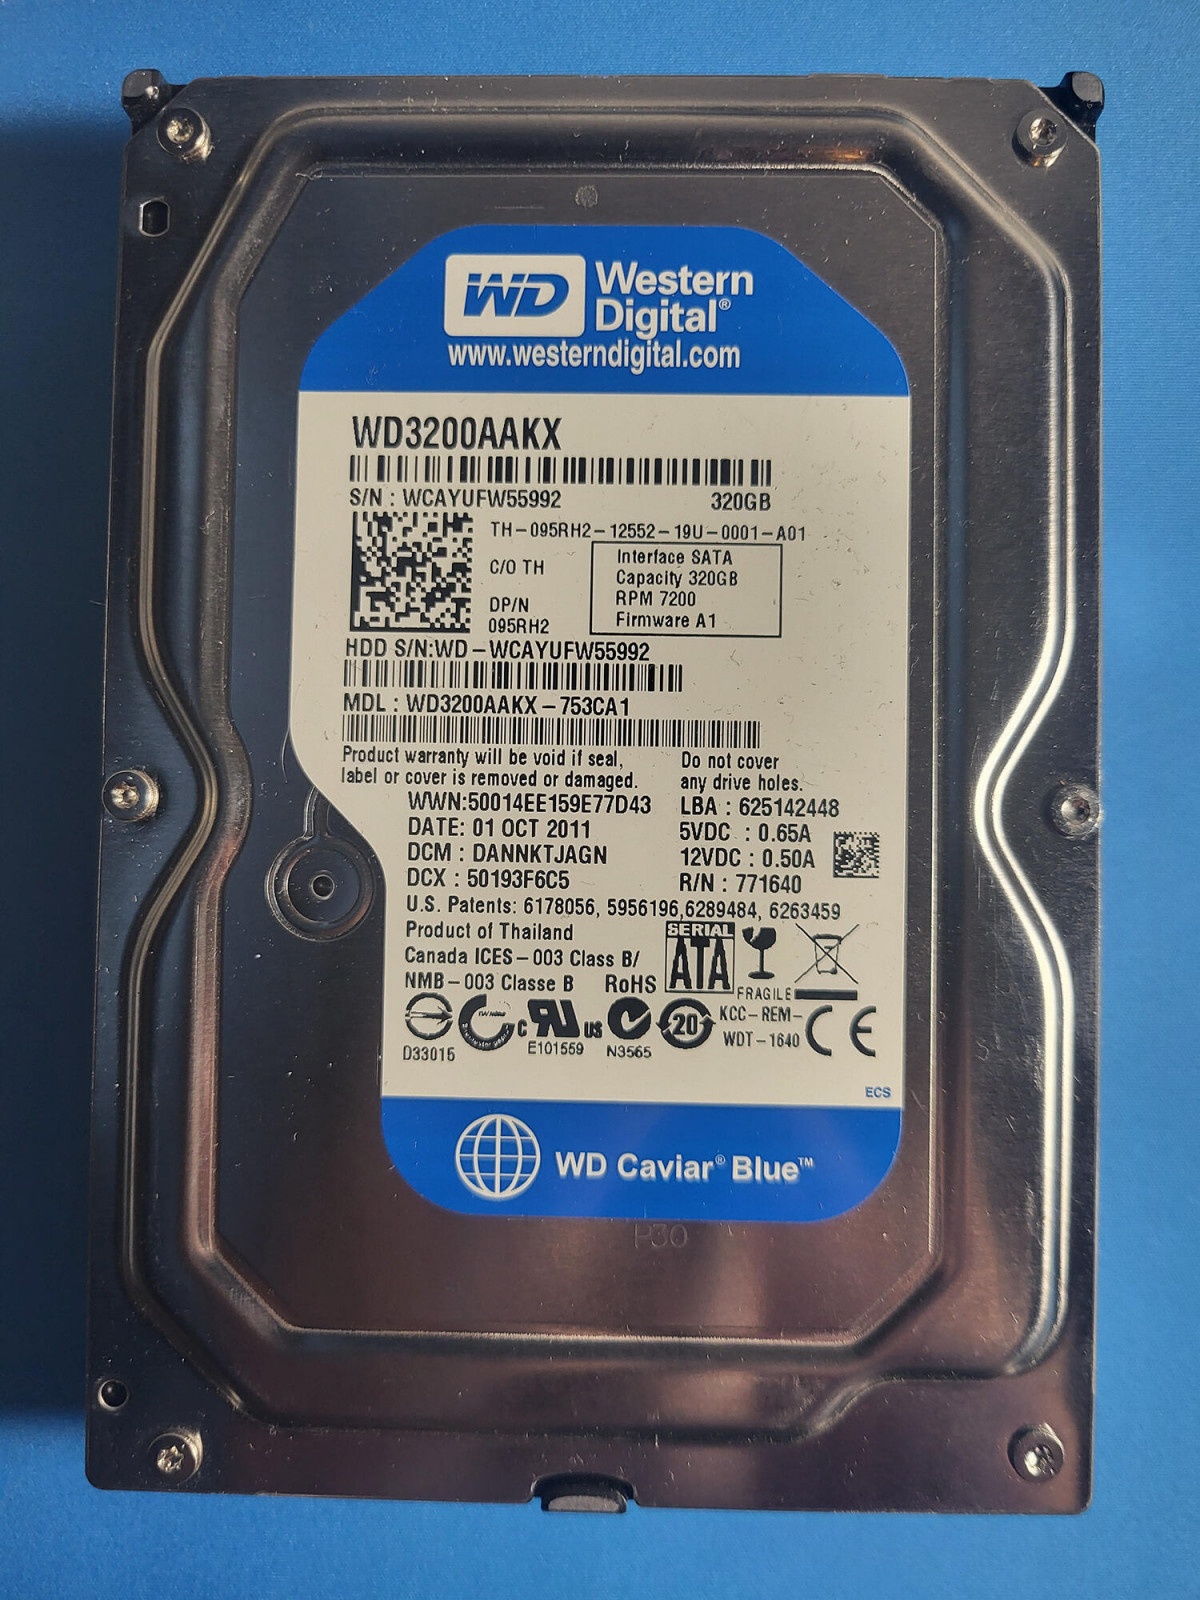 WD Western
Digital®
www.westerndigital.com
WD3200AAKX
S/N : WCAYUFW55992 320GB
TH-095RH2-12552-19U-0001-A01
C/O TH
DP/N
095RH2
Interface SATA
Capacity 320GB
RPM 7200
Firmware A1
HDD S/N:WD-WCAYUFW55992
MDL : WD3200AAKX-753CA1
Product warranty will be void if seal,
label or cover is removed or damaged.
Do not cover
any drive holes.
WWN:50014EE159E77D43
DATE: 01 OCT 2011
DCM : DANNKTJAGN
DCX : 50193F6C5
LBA : 625142448
5VDC : 0.65A
12VDC : 0.50A
R/N : 771640
U.S. Patents: 6178056, 5956196,6289484, 6263459
Product of Thailand
Canada ICES-003 Class B/
NMB-003 Classe B RoHS
SERIAL
ATA
FRAGILE
D33015
c RU us
E101559
N3565
20
KCC-REM-
WDT-1640
CE
ECS
WD Caviar® Blue™
P30